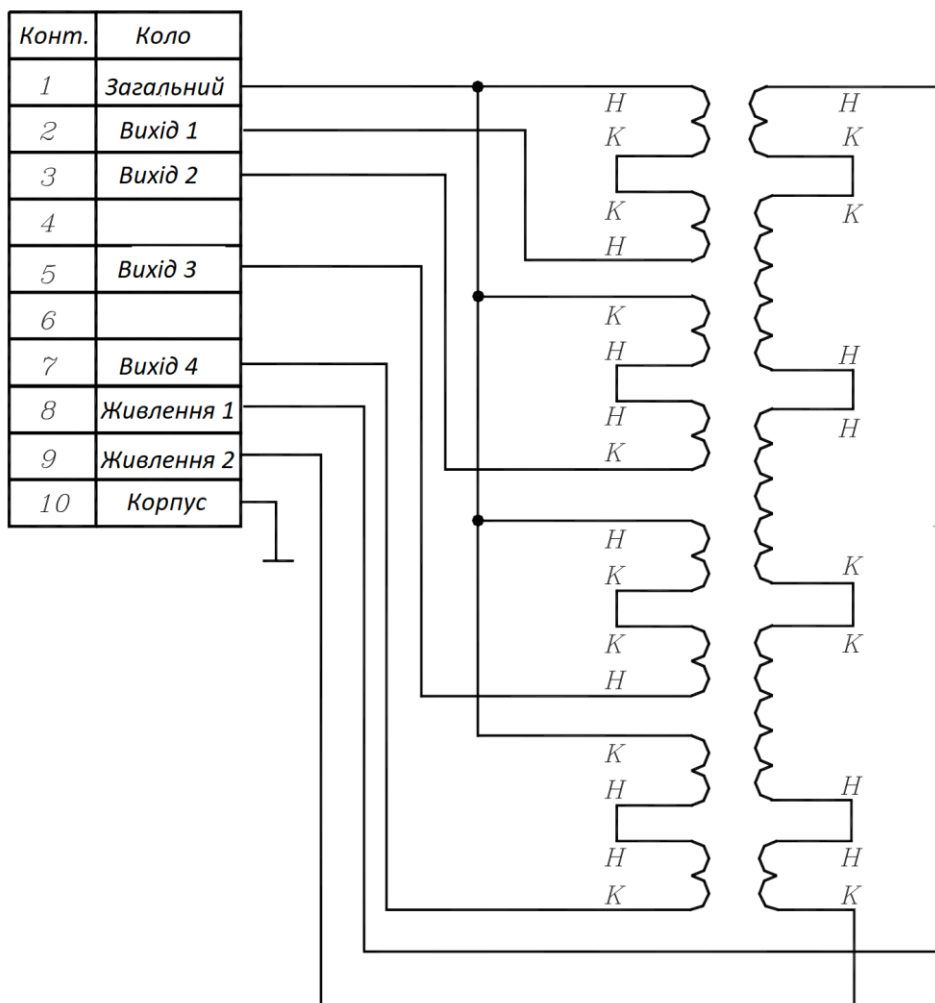 Конт. Коло
1 Загальний
2 Вихід 1
3 Вихід 2
4
5 Вихід 3
6
7 Вихід 4
8 Живлення 1
9 Живлення 2
10 Корпус
Н Н
К К
К К
Н
К
Н Н
Н Н
К
Н
К К
К К
Н
К
Н Н
Н Н
К К